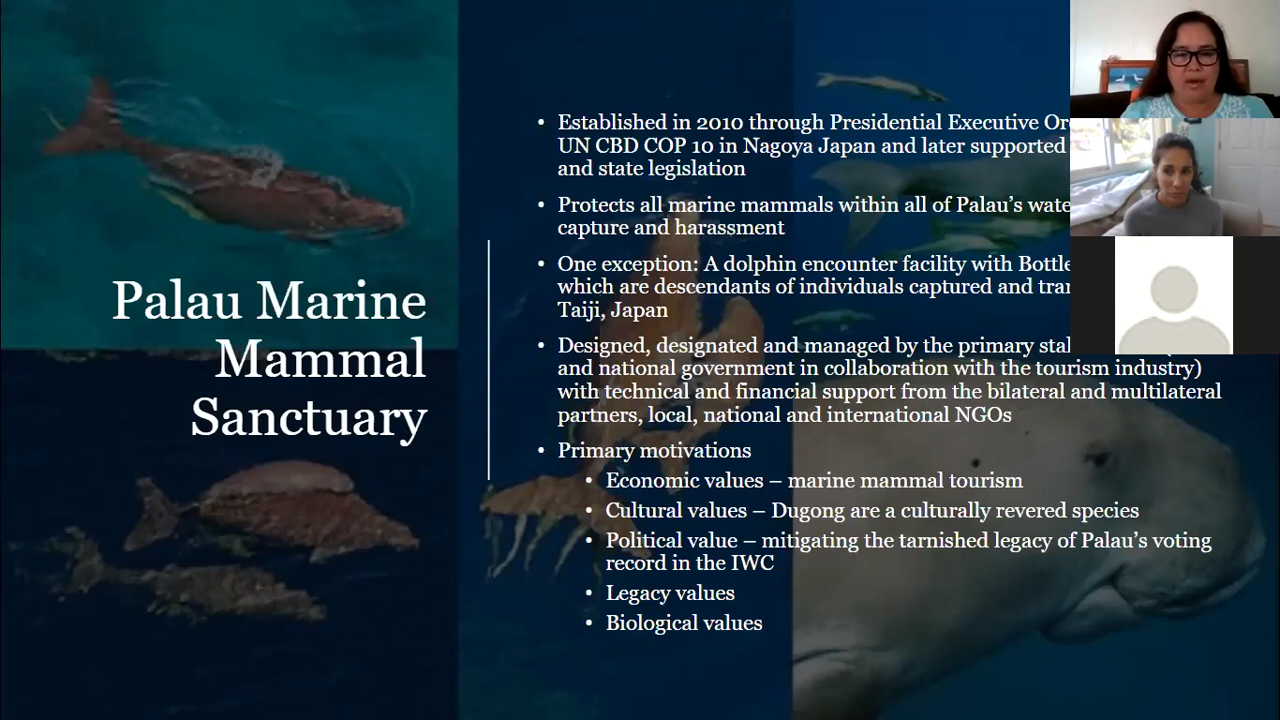 Palau Marine
Mammal
Sanctuary
• Established in 2010 through Presidential Executive
UN CBD COP 10 in Nagoya Japan and later supported
and state legislation
• Protects all marine mammals within all of Palau's
capture and harassment
• One exception: A dolphin encounter facility with
which are descendants of individuals captured and
Taiji, Japan
• Designed, designated and managed by the primary
and national government in collaboration with the tourism industry)
with technical and financial support from the bilateral and multilateral
partners, local, national and international NGOs
• Primary motivations
• Economic values – marine mammal tourism
• Cultural values – Dugong are a culturally revered species
• Political value – mitigating the tarnished legacy of Palau's voting
record in the IWC
• Legacy values
• Biological values